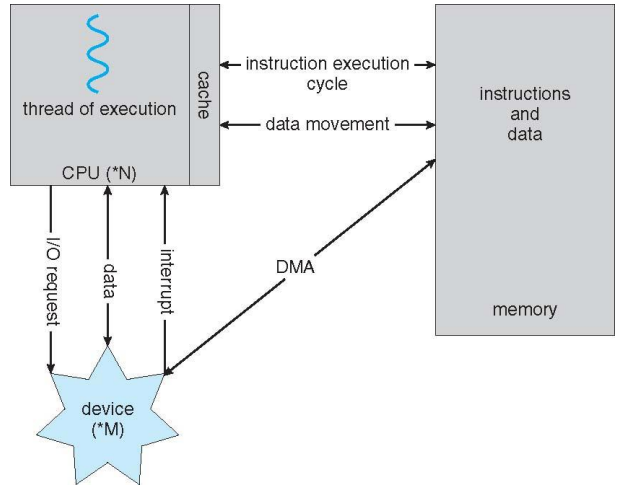 thread of execution
cache
CPU (*N)
instruction execution
cycle
data movement
instructions
and
data
memory
I/O request
data
interrupt
DMA
device
(*M)